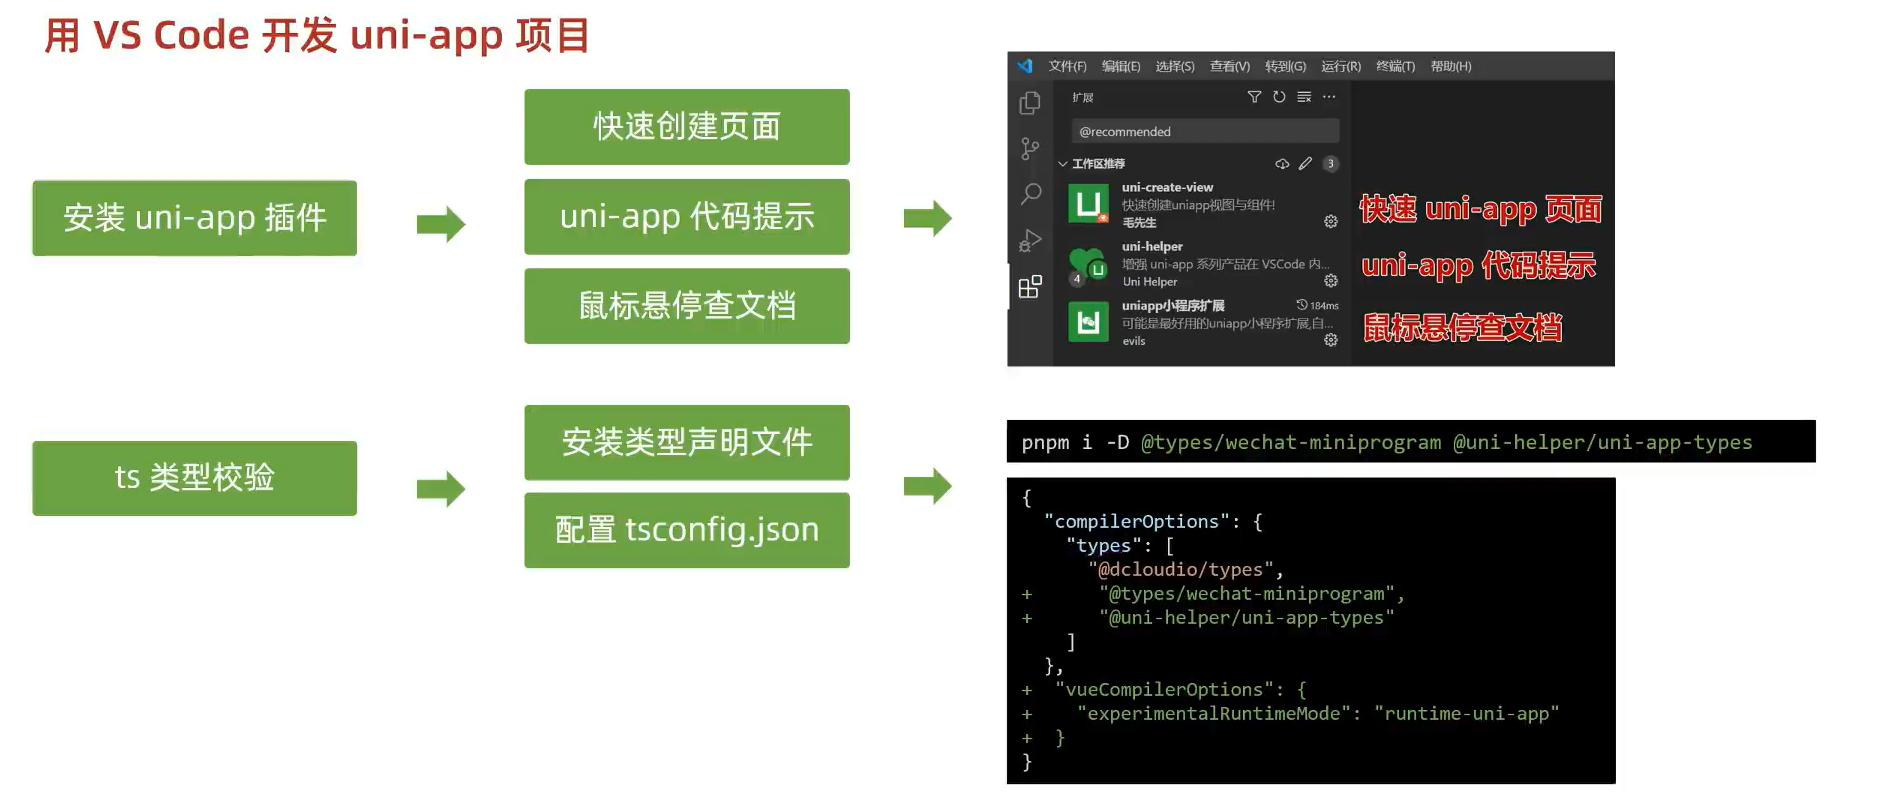 用 VS Code 开发 uni-app 项目
安装 uni-app 插件
快速创建页面
uni-app 代码提示
鼠标悬停查文档
文件(F) 编辑(E) 选择(S) 查看(V) 转到(G) 运行(R) 终端(T) 帮助(H)
扩展
@recommended
工作区推荐 3
uni-create-view
快速创建uniapp视图与组件!
毛先生
uni-helper
增强 uni-app 系列产品在 VSCode 内...
4 Uni Helper
uniapp小程序扩展 184ms
可能是最好用的uniapp小程序扩展,自...
evils
快速 uni-app 页面
uni-app 代码提示
鼠标悬停查文档
ts 类型校验
安装类型声明文件
配置 tsconfig.json
pnpm i -D @types/wechat-miniprogram @uni-helper/uni-app-types
{
"compilerOptions": {
"types": [
"@dcloudio/types",
+ "@types/wechat-miniprogram",
+ "@uni-helper/uni-app-types"
]
},
+ "vueCompilerOptions": {
+ "experimentalRuntimeMode": "runtime-uni-app"
+ }
}